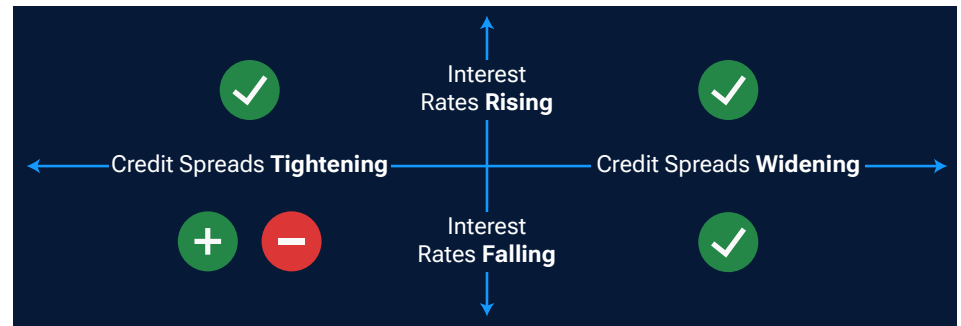 Interest
Rates Rising
Credit Spreads Tightening
Credit Spreads Widening
Interest
Rates Falling